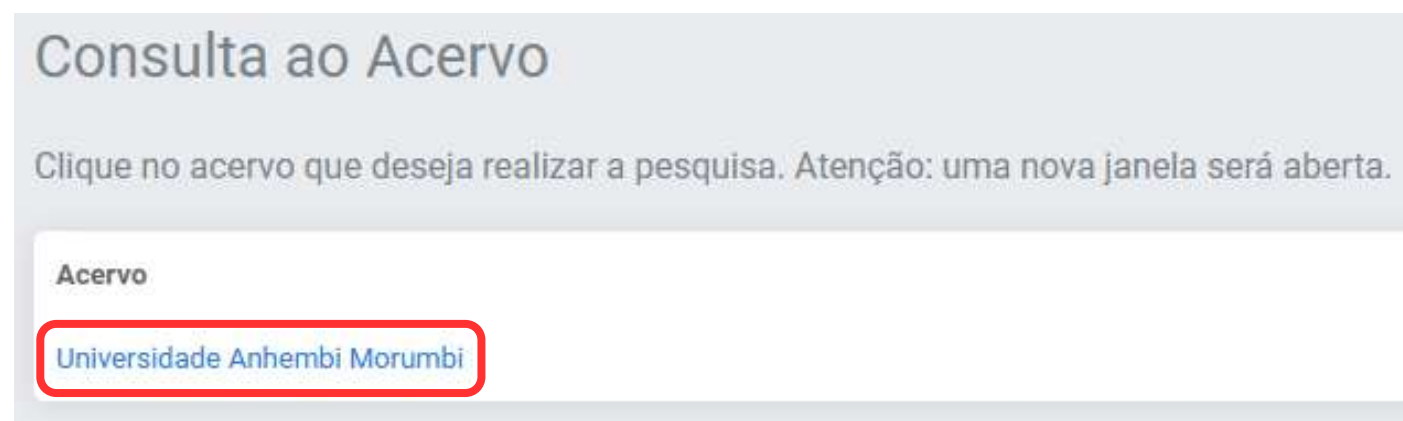 Consulta ao Acervo
Clique no acervo que deseja realizar a pesquisa. Atenção: uma nova janela será aberta.
Acervo
Universidade Anhembi Morumbi